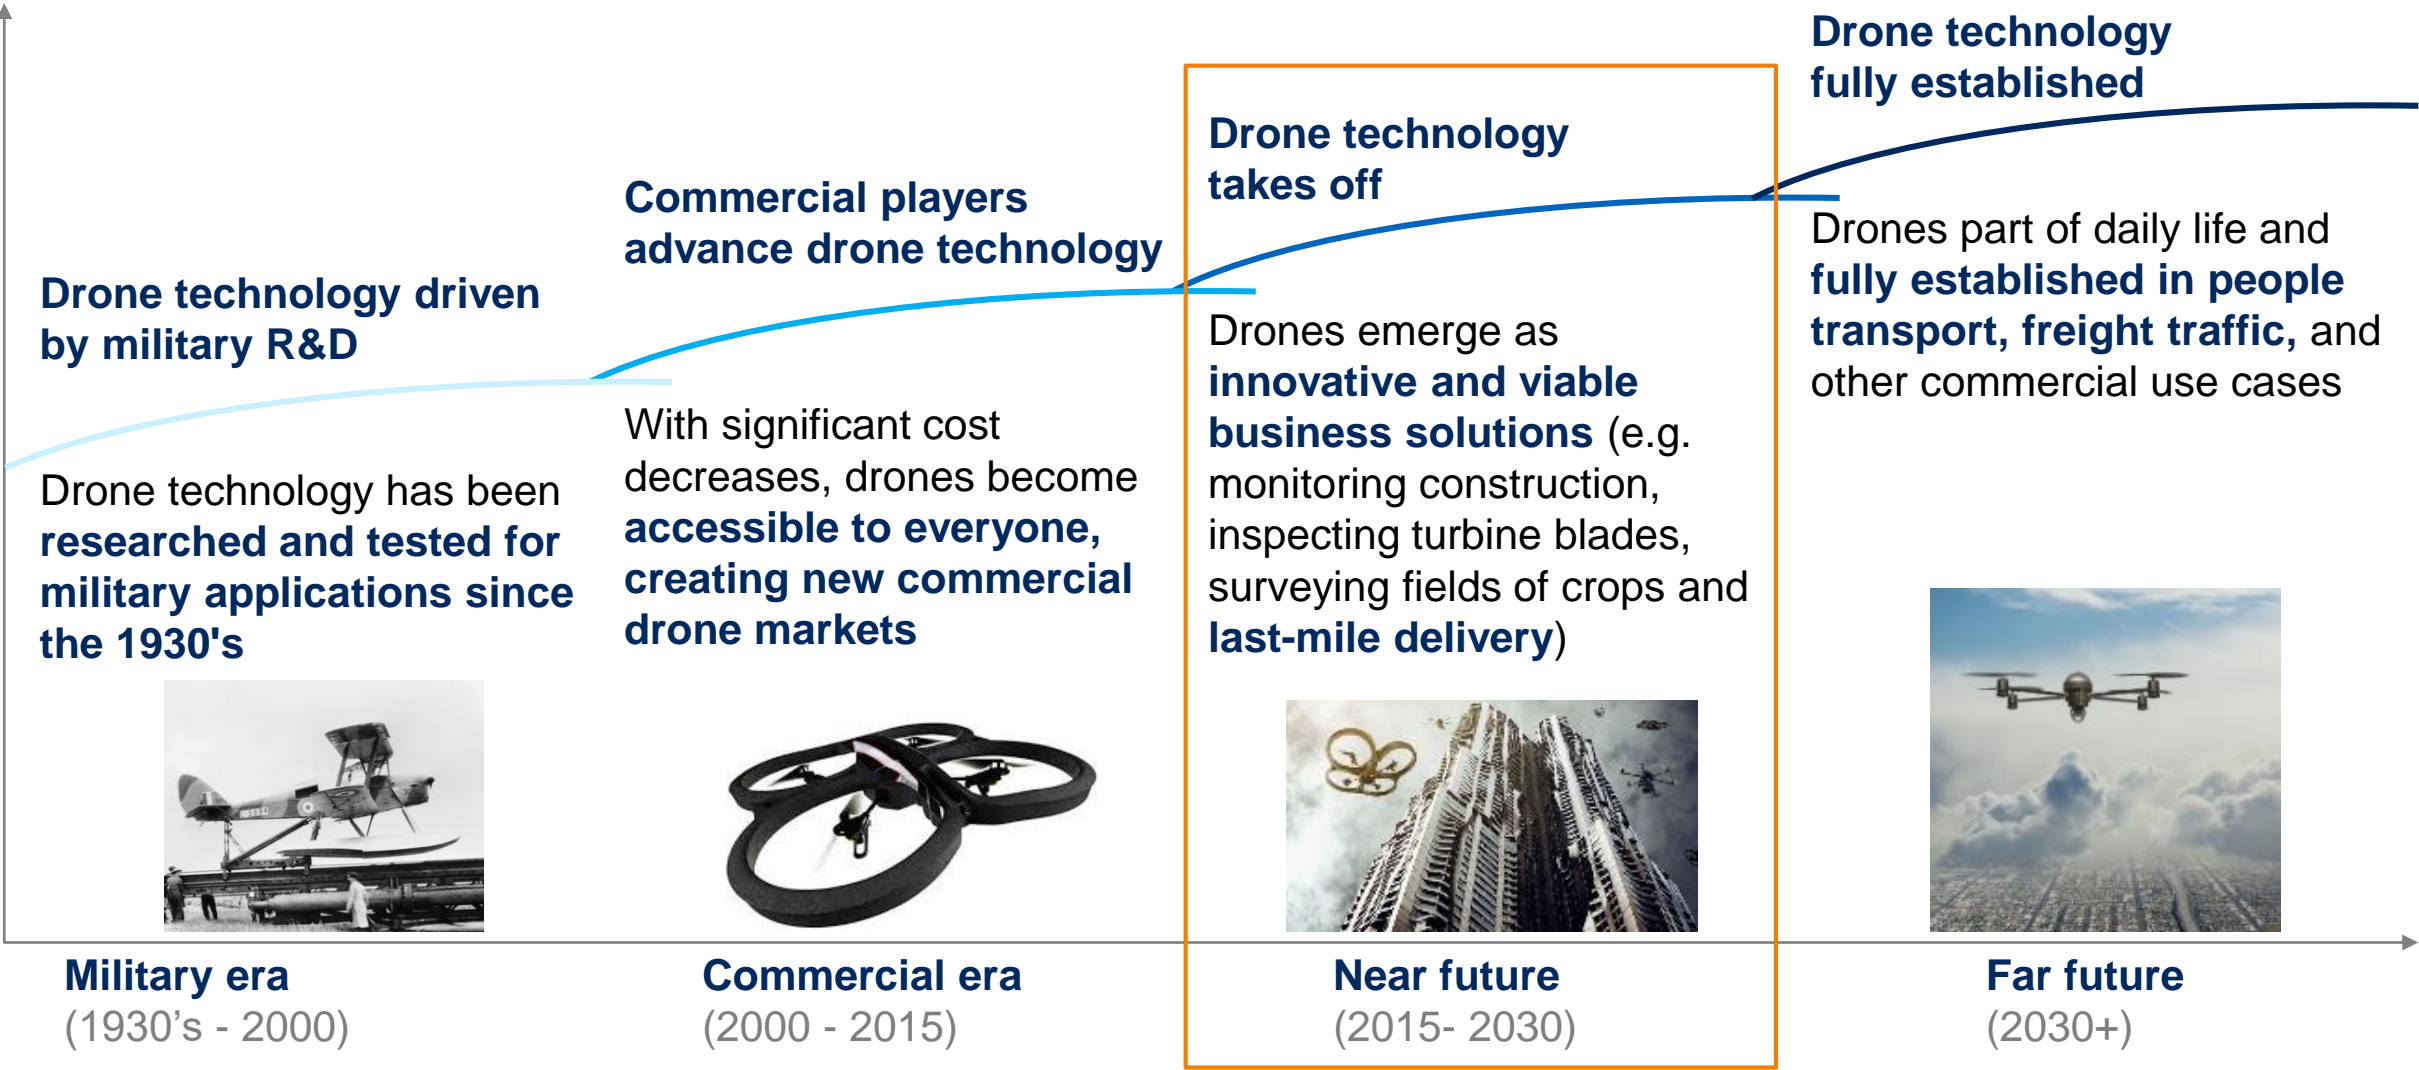 Drone technology driven
by military R&D
Drone technology has been
researched and tested for
military applications since
the 1930's
Military era
(1930’s - 2000)
Commercial players
advance drone technology
With significant cost
decreases, drones become
accessible to everyone,
creating new commercial
drone markets
Commercial era
(2000 - 2015)
Drone technology
takes off
Drones emerge as
innovative and viable
business solutions (e.g.
monitoring construction,
inspecting turbine blades,
surveying fields of crops and
last-mile delivery)
Near future
(2015- 2030)
Drone technology
fully established
Drones part of daily life and
fully established in people
transport, freight traffic, and
other commercial use cases
Far future
(2030+)